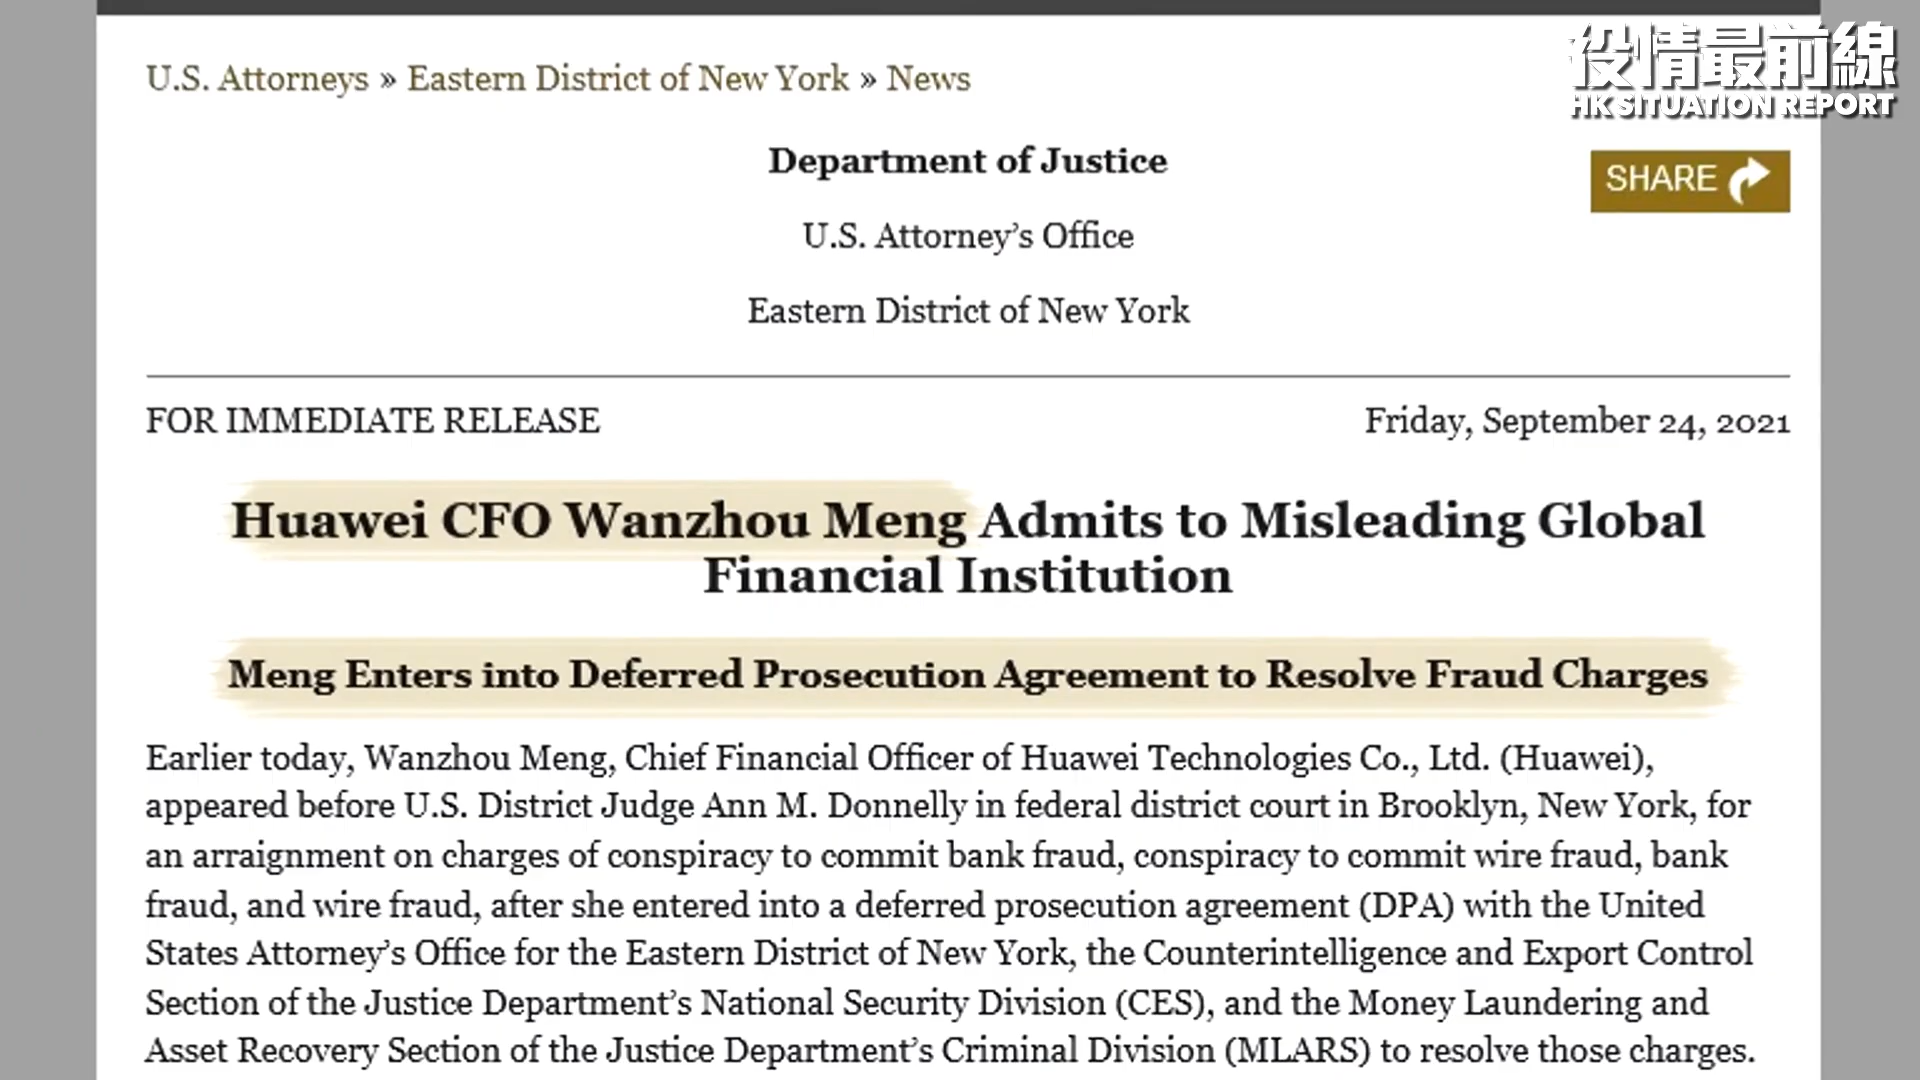 役情最前線
HK SITUATION REPORT
U.S. Attorneys » Eastern District of New York » News
Department of Justice
SHARE
U.S. Attorney’s Office
Eastern District of New York
FOR IMMEDIATE RELEASE
Friday, September 24, 2021
Huawei CFO Wanzhou Meng Admits to Misleading Global
Financial Institution
Meng Enters into Deferred Prosecution Agreement to Resolve Fraud Charges
Earlier today, Wanzhou Meng, Chief Financial Officer of Huawei Technologies Co., Ltd. (Huawei),
appeared before U.S. District Judge Ann M. Donnelly in federal district court in Brooklyn, New York, for
an arraignment on charges of conspiracy to commit bank fraud, conspiracy to commit wire fraud, bank
fraud, and wire fraud, after she entered into a deferred prosecution agreement (DPA) with the United
States Attorney’s Office for the Eastern District of New York, the Counterintelligence and Export Control
Section of the Justice Department’s National Security Division (CES), and the Money Laundering and
Asset Recovery Section of the Justice Department’s Criminal Division (MLARS) to resolve those charges.